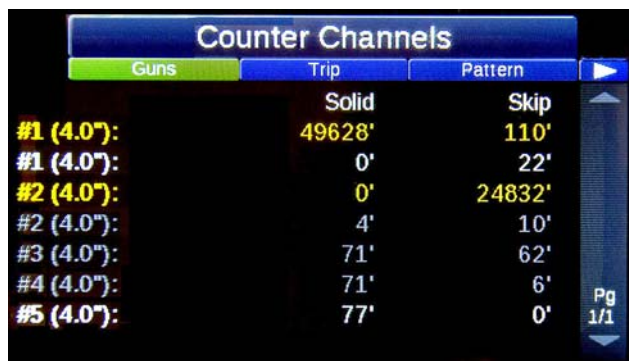 Counter Channels
Guns Trip Pattern
Solid Skip
#1 (4.0"): 49628' 110'
#1 (4.0"): 0' 22'
#2 (4.0"): 0' 24832'
#2 (4.0"): 4' 10'
#3 (4.0"): 71' 62'
#4 (4.0"): 71' 6'
#5 (4.0"): 77' 0'
Pg
1/1